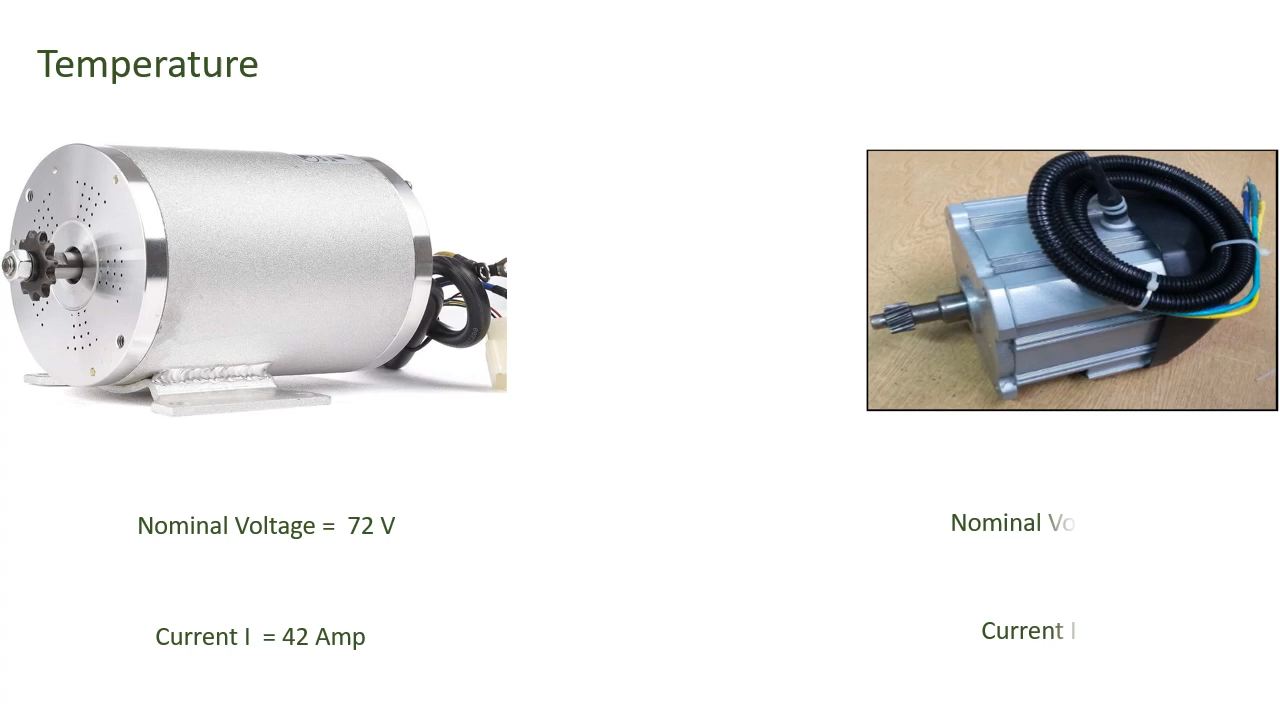 Temperature
Nominal Voltage =  72 V
Nominal Vo
Current I  = 42 Amp
Current I